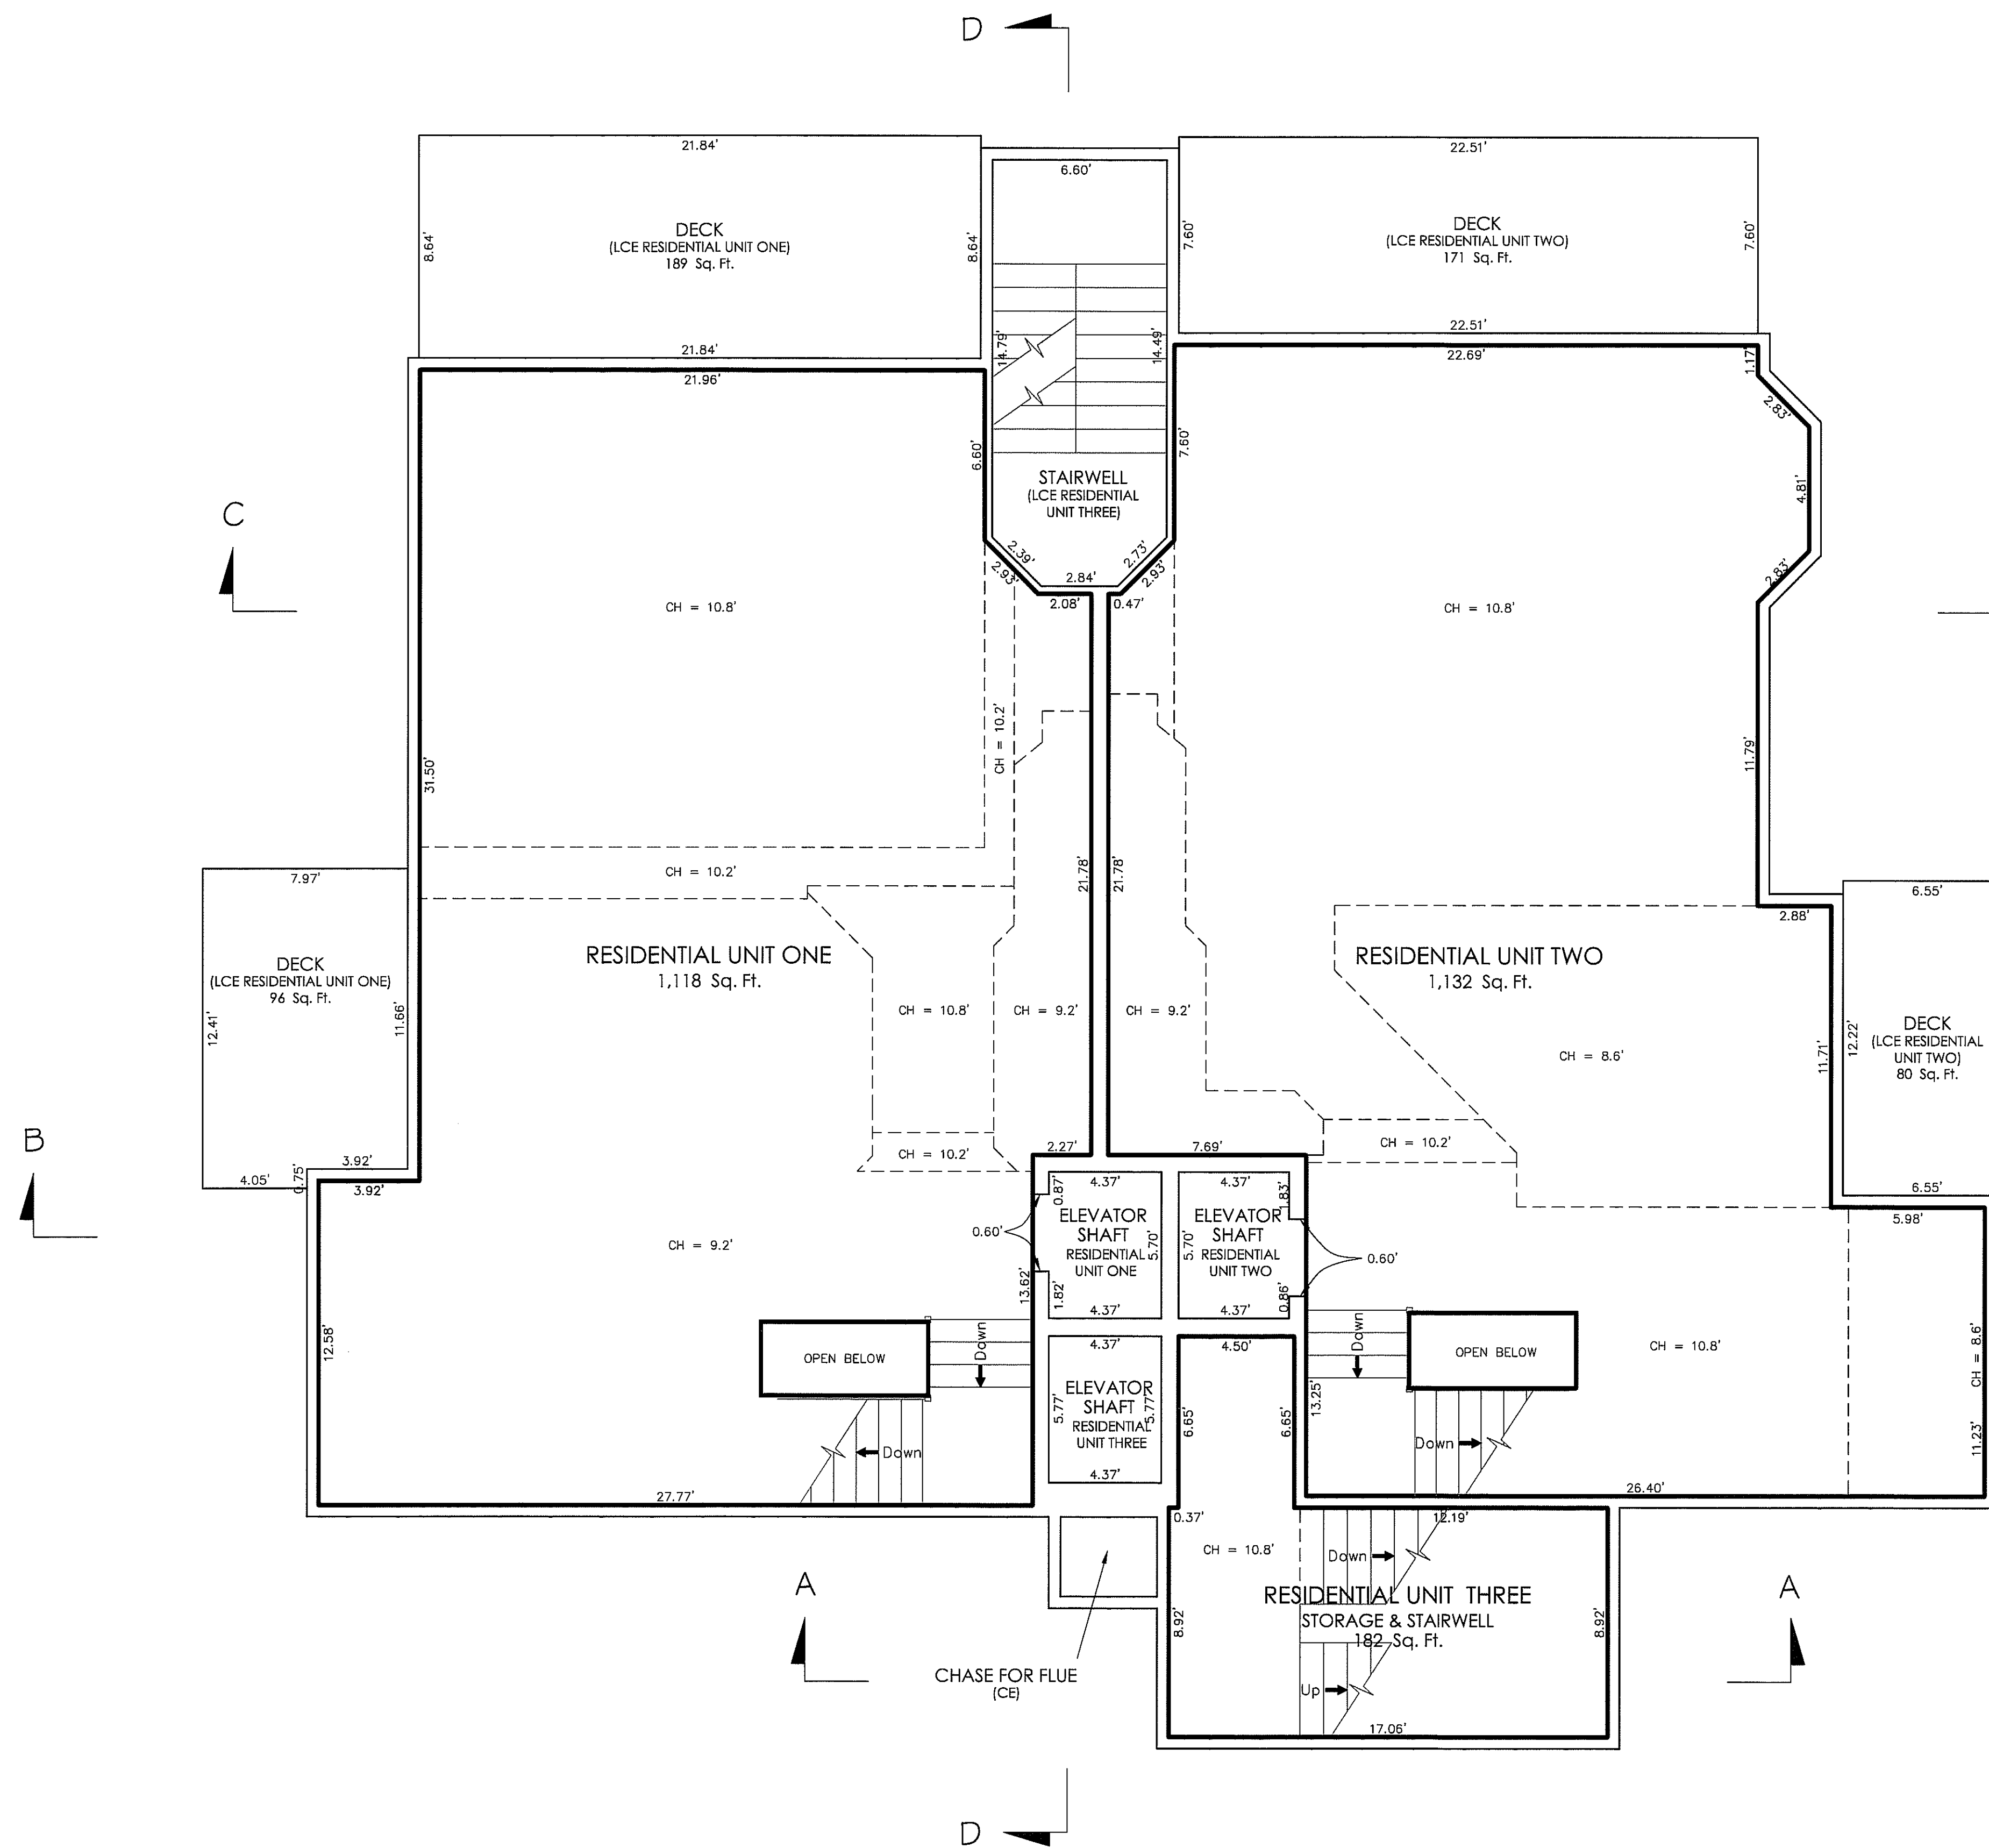 D
21.84'
22.51'
6.60'
8.64'
DECK
(LCE RESIDENTIAL UNIT ONE)
189 Sq. Ft.
8.64'
7.60'
DECK
(LCE RESIDENTIAL UNIT TWO)
171 Sq. Ft.
7.60'
21.84'
22.51'
21.96'
14.79'
14.49'
22.69'
1.17'
2.83'
6.60'
7.60'
4.81'
STAIRWELL
(LCE RESIDENTIAL
UNIT THREE)
C
2.39'
2.73'
2.93'
2.84'
2.93'
2.83'
2.08'
0.47'
CH = 10.8'
CH = 10.8'
CH = 10.2'
31.50'
11.79'
CH = 10.2'
21.78'
21.78'
7.97'
6.55'
2.88'
RESIDENTIAL UNIT ONE
1,118 Sq. Ft.
RESIDENTIAL UNIT TWO
1,132 Sq. Ft.
DECK
(LCE RESIDENTIAL UNIT ONE)
96 Sq. Ft.
12.41'
11.66'
CH = 10.8'
CH = 9.2'
CH = 9.2'
CH = 8.6'
11.71'
12.22'
DECK
(LCE RESIDENTIAL
UNIT TWO)
80 Sq. Ft.
B
3.92'
4.05'
0.75'
3.92'
CH = 10.2'
2.27'
7.69'
CH = 10.2'
6.55'
5.98'
0.87'
4.37'
4.37'
1.83'
ELEVATOR
SHAFT
RESIDENTIAL
UNIT ONE
5.70'
5.70'
ELEVATOR
SHAFT
RESIDENTIAL
UNIT TWO
0.60'
0.60'
CH = 9.2'
13.62'
1.82'
4.37'
4.37'
0.86'
12.58'
OPEN BELOW
Down
4.37'
4.50'
Down
OPEN BELOW
CH = 10.8'
CH = 8.6'
ELEVATOR
SHAFT
RESIDENTIAL
UNIT THREE
5.77'
5.77'
6.65'
6.65'
13.25'
Down
Down
11.23'
4.37'
27.77'
26.40'
0.37'
12.19'
CH = 10.8'
Down
A
A
RESIDENTIAL UNIT THREE
STORAGE & STAIRWELL
182 Sq. Ft.
8.92'
8.92'
CHASE FOR FLUE
(CE)
Up
17.06'
D